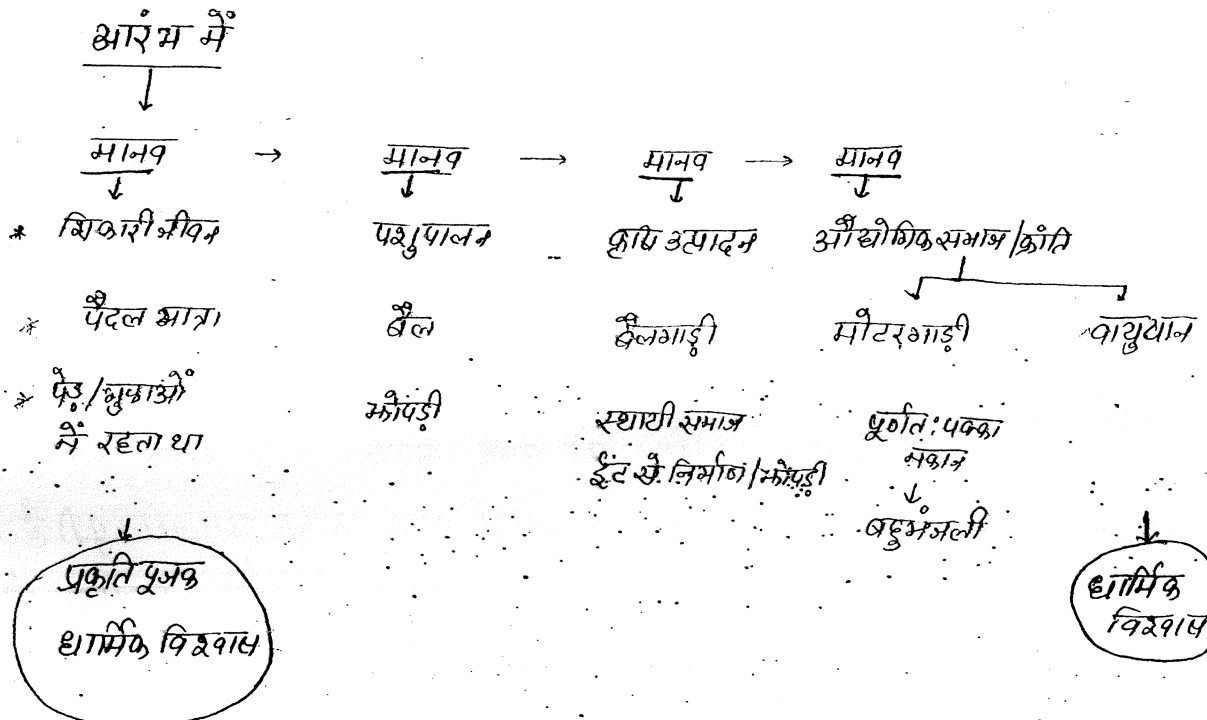 आरंभ में
मानव → मानव → मानव → मानव
* शिकारी जीवन पशुपालन कृषि उत्पादन औद्योगिक समाज/क्रांति
* पैदल यात्रा बैल बैलगाड़ी मोटरगाड़ी वायुयान
* पेड़/गुफाओं झोपड़ी स्थायी समाज पूर्णत: पक्का
में रहता था ईंट से निर्माण/झोपड़ी मकान
बहुमंजली
प्रकृति पूजक धार्मिक
धार्मिक विश्वास विश्वास